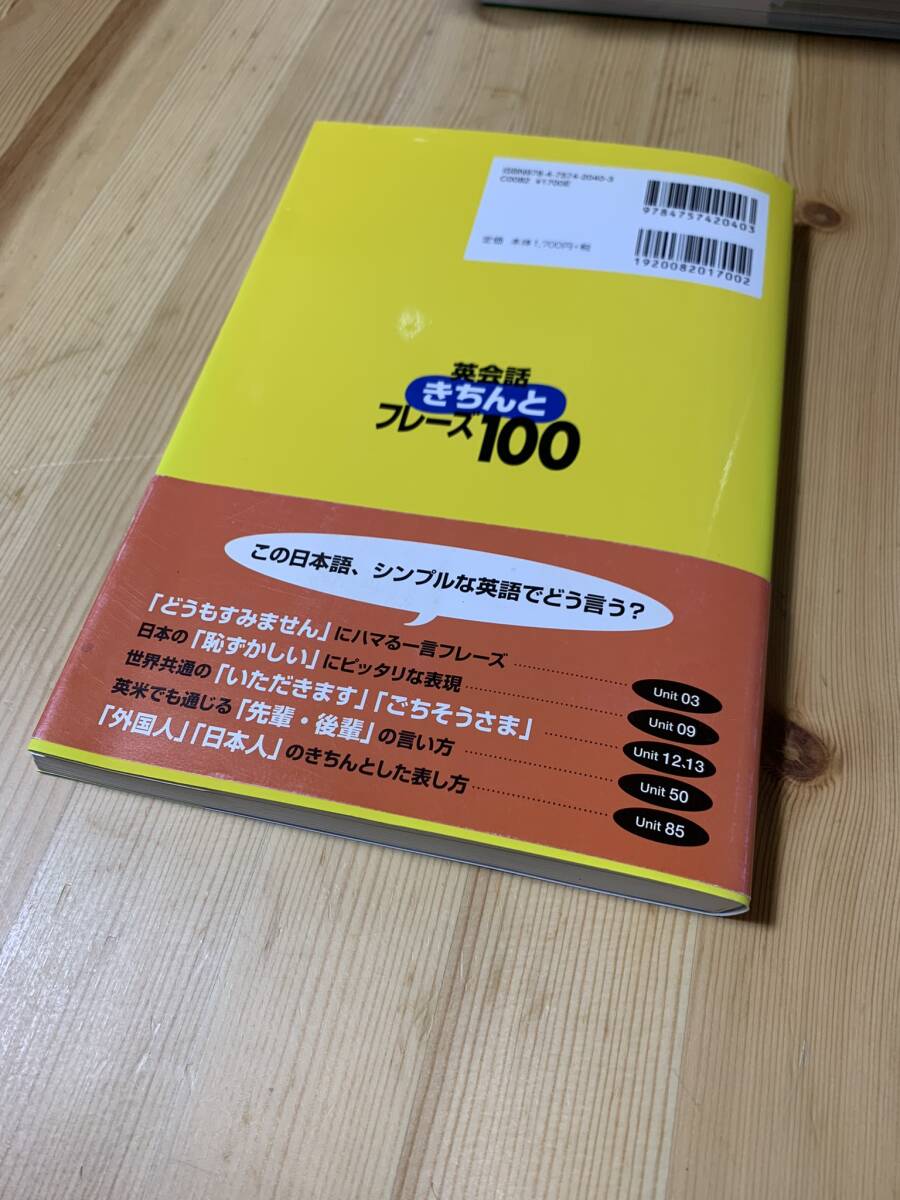 ISBN978-4-7574-2040-3
C0082 ¥1700E
定価 本体1,700円+税
9784757420403
1920082017002
英会話
きちんと
フレーズ100
この日本語、シンプルな英語でどう言う?
「どうもすみません」にハマる一言フレーズ Unit 03
日本の「恥ずかしい」にピッタリな表現 Unit 09
世界共通の「いただきます」「ごちそうさま」 Unit 12、13
英米でも通じる「先輩・後輩」の言い方 Unit 50
「外国人」「日本人」のきちんとした表し方 Unit 85